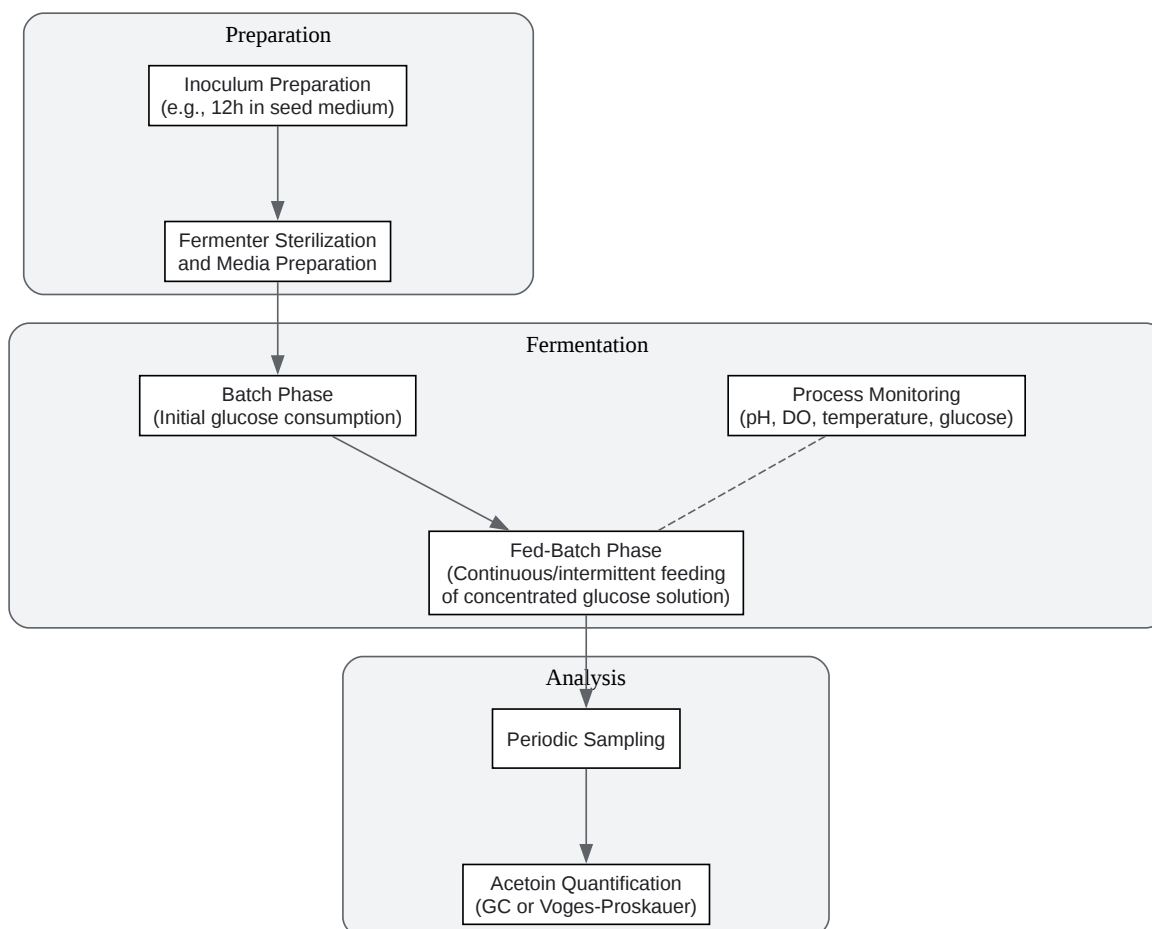 Preparation
Inoculum Preparation
(e.g., 12h in seed medium)
Fermenter Sterilization
and Media Preparation
Fermentation
Batch Phase
(Initial glucose consumption)
Process Monitoring
(pH, DO, temperature, glucose)
Fed-Batch Phase
(Continuous/intermittent feeding
of concentrated glucose solution)
Analysis
Periodic Sampling
Acetoin Quantification
(GC or Voges-Proskauer)